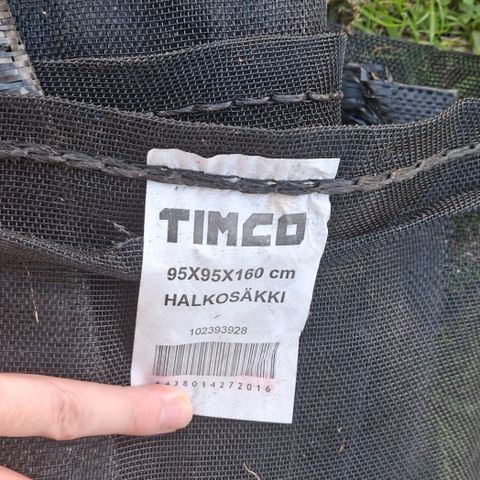 TIMCO
95X95X160 cm
HALKOSÄKKI
102393928
6438014272016